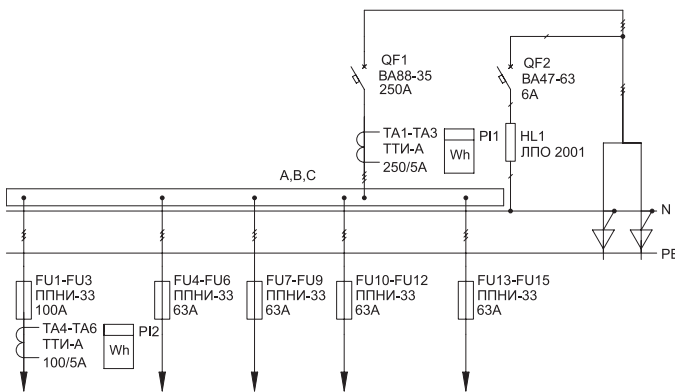 QF1
ВА88-35
250А
QF2
ВА47-63
6А
ТА1-ТА3
ТТИ-А
250/5А
PI1
Wh
HL1
ЛПО 2001
А,В,С
N
PE
FU1-FU3
ППНИ-33
100А
FU4-FU6
ППНИ-33
63А
FU7-FU9
ППНИ-33
63А
FU10-FU12
ППНИ-33
63А
FU13-FU15
ППНИ-33
63А
ТА4-ТА6
ТТИ-А
100/5А
PI2
Wh